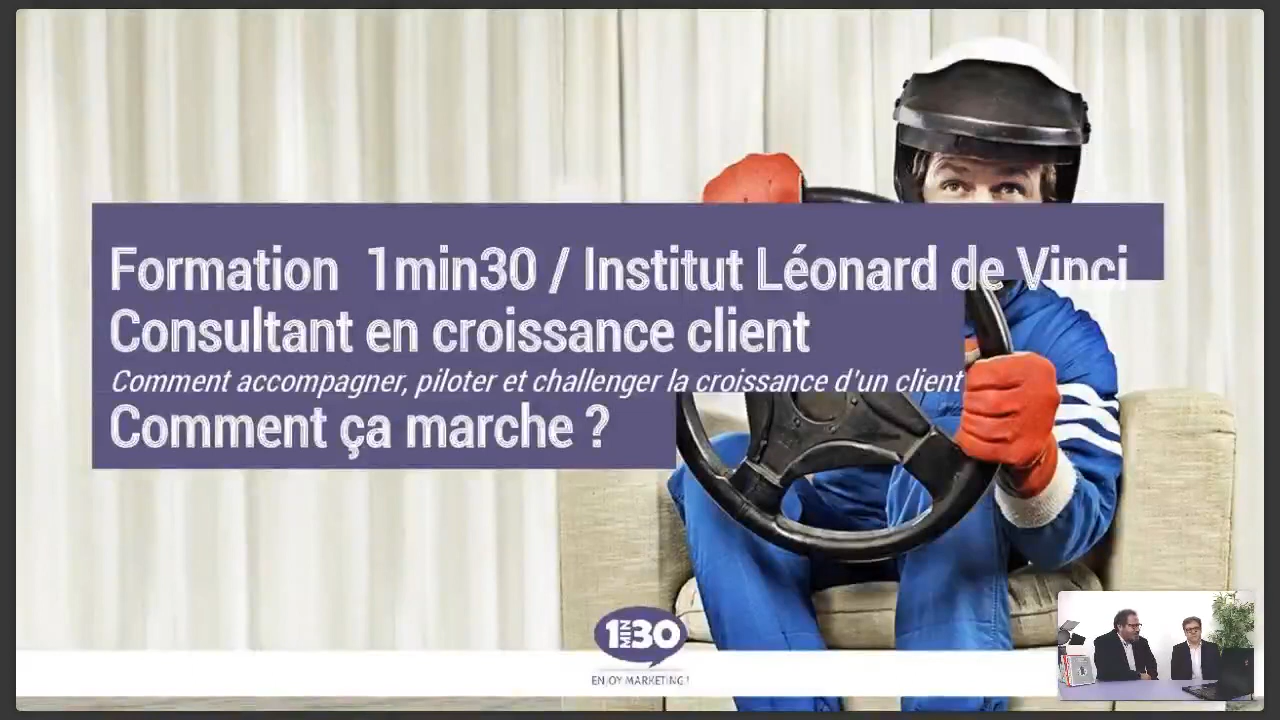 Formation 1min30 / Institut Léonard de Vinci
Consultant en croissance client
Comment accompagner, piloter et challenger la croissance d'un client
Comment ça marche ?
1MIN30
ENJOY MARKETING !